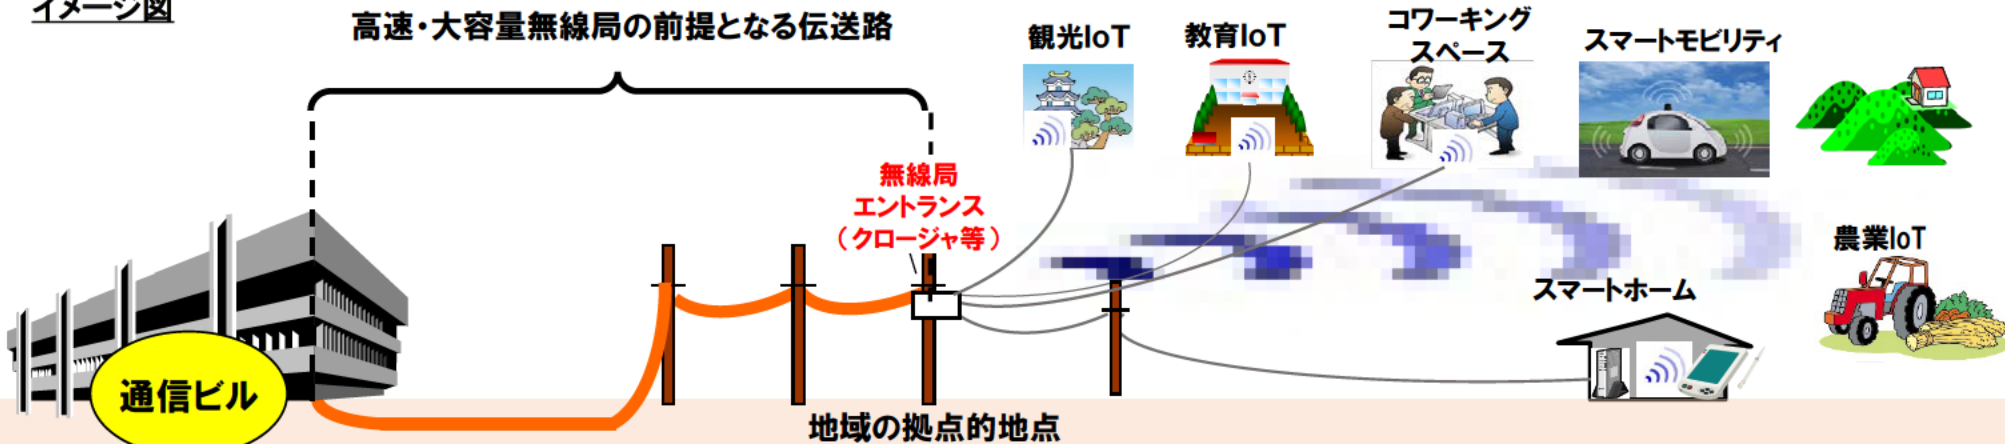 イメージ図
高速・大容量無線局の前提となる伝送路
観光IoT
教育IoT
コワーキング
スペース
スマートモビリティ
無線局
エントランス
（クロージャ等）
農業IoT
スマートホーム
通信ビル
地域の拠点的地点